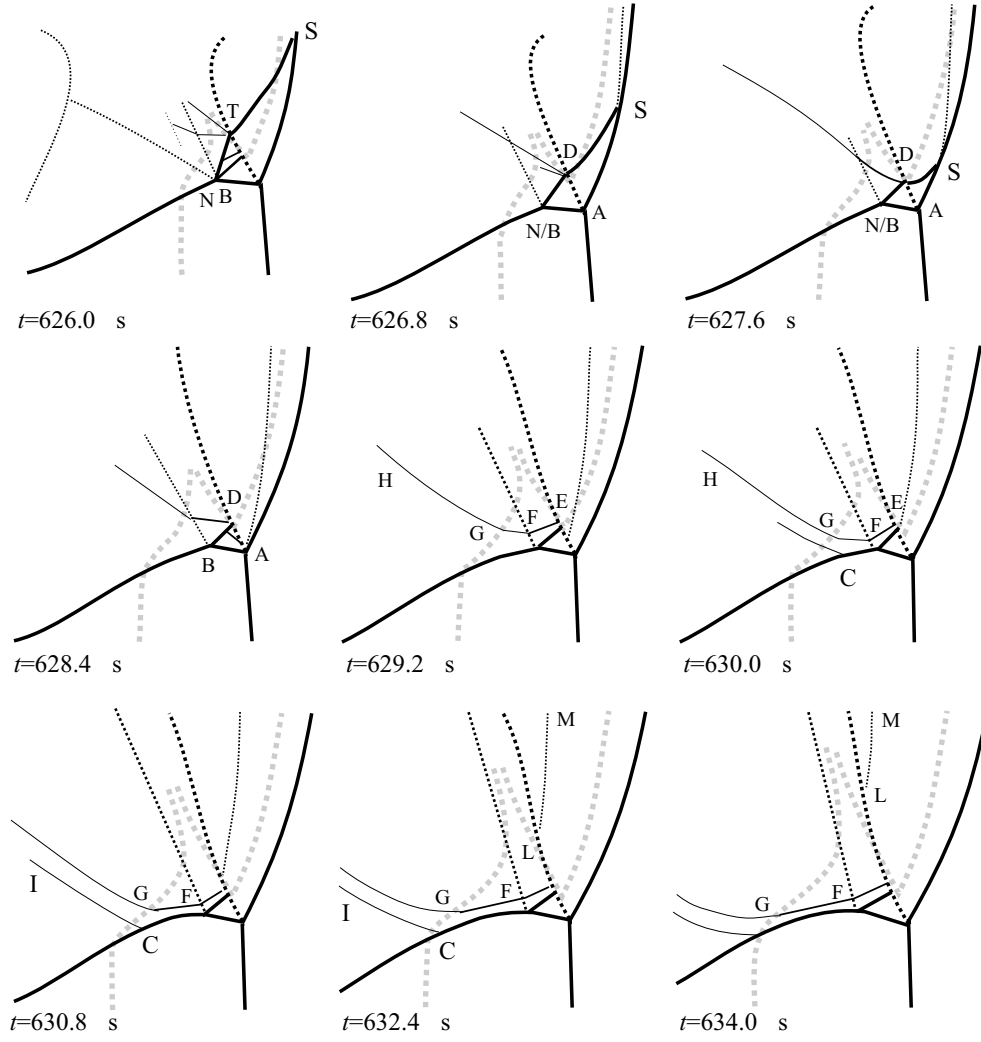 S
T
N B
t=626.0 s
S
D
N/B A
t=626.8 s
D
S
N/B A
t=627.6 s
D
B A
t=628.4 s
H
G F E
t=629.2 s
H
G F E
C
t=630.0 s
I
G F
C
t=630.8 s
M
L
G F
I
C
t=632.4 s
M
L
G F
t=634.0 s